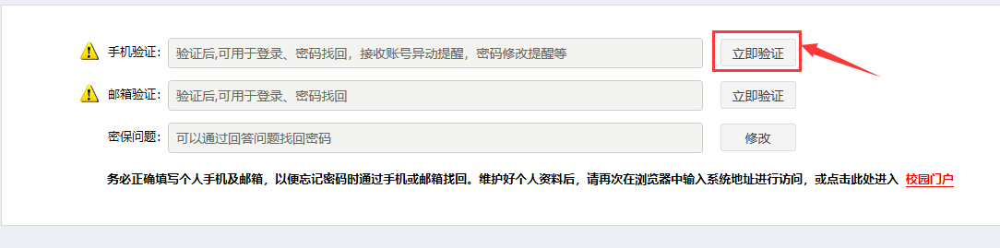 手机验证： 验证后,可用于登录、密码找回，接收账号异动提醒，密码修改提醒等 立即验证
邮箱验证： 验证后,可用于登录、密码找回 立即验证
密保问题： 可以通过回答问题找回密码 修改
务必正确填写个人手机及邮箱，以便忘记密码时通过手机或邮箱找回。维护好个人资料后，请再次在浏览器中输入系统地址进行访问，或点击此处进入 校园门户